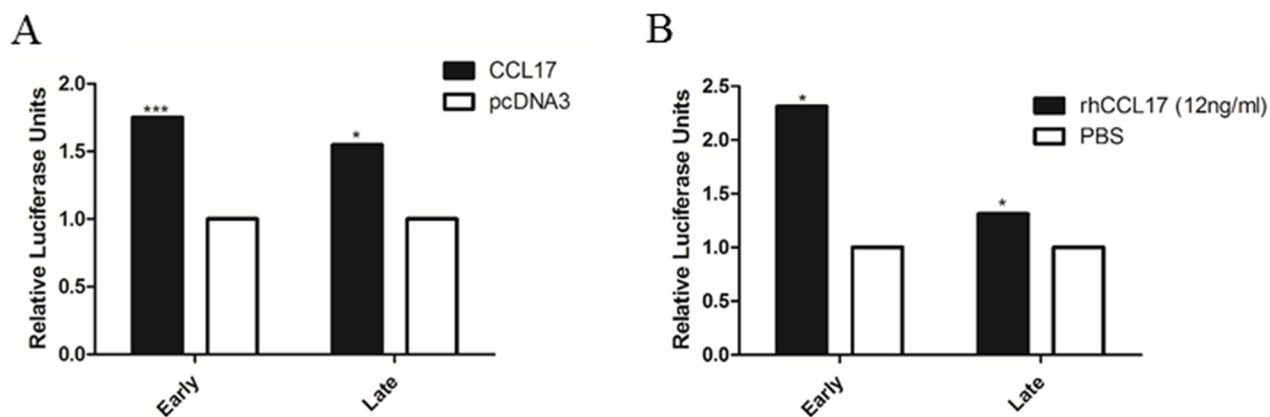 A
Relative Luciferase Units
2.0
1.5
1.0
0.5
0.0
***
*
CCL17
pcDNA3
Early
Late
B
Relative Luciferase Units
2.5
2.0
1.5
1.0
0.5
0.0
*
*
rhCCL17 (12ng/ml)
PBS
Early
Late